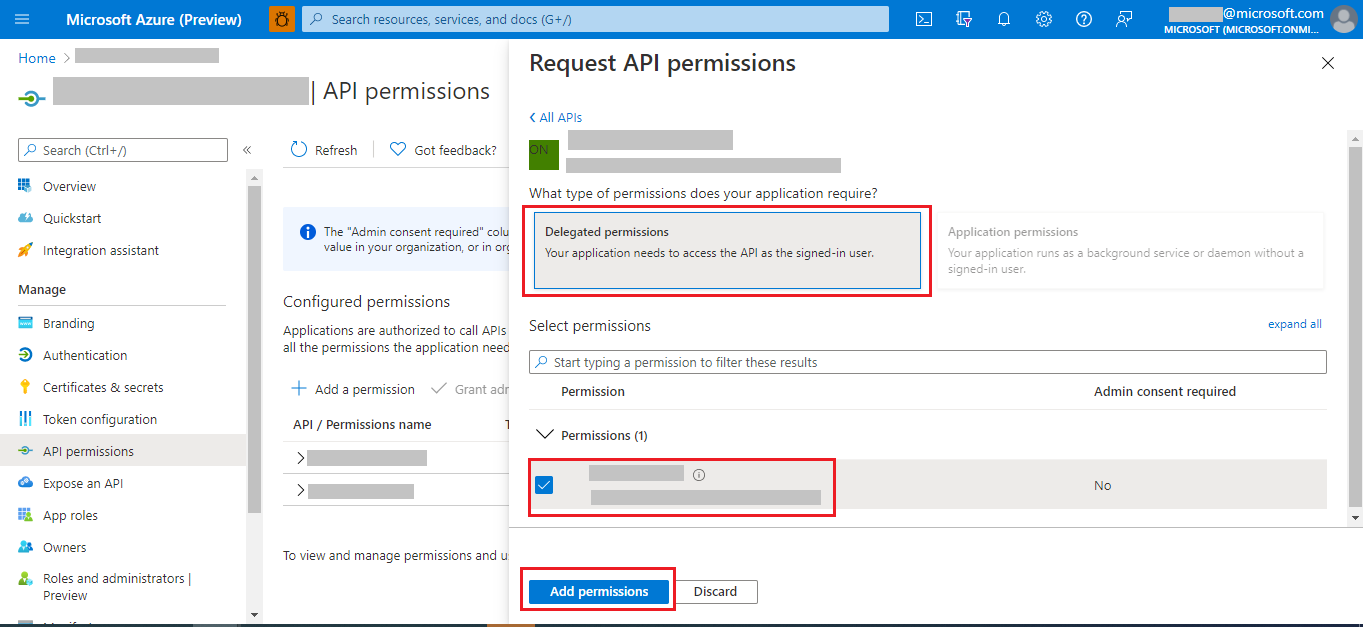 Microsoft Azure (Preview)
Search resources, services, and docs (G+/)
@microsoft.com
MICROSOFT (MICROSOFT.ONMI...
Home
| API permissions
Search (Ctrl+/)
Overview
Quickstart
Integration assistant
Manage
Branding
Authentication
Certificates & secrets
Token configuration
API permissions
Expose an API
App roles
Owners
Roles and administrators |
Preview
Refresh
Got feedback?
The "Admin consent required" colu
value in your organization, or in org
Configured permissions
Applications are authorized to call APIs
all the permissions the application need
Add a permission
Grant adr
API / Permissions name
To view and manage permissions and us
Request API permissions
All APIs
ON
What type of permissions does your application require?
Delegated permissions
Your application needs to access the API as the signed-in user.
Application permissions
Your application runs as a background service or daemon without a
signed-in user.
Select permissions
expand all
Start typing a permission to filter these results
Permission
Admin consent required
Permissions (1)
No
Add permissions
Discard